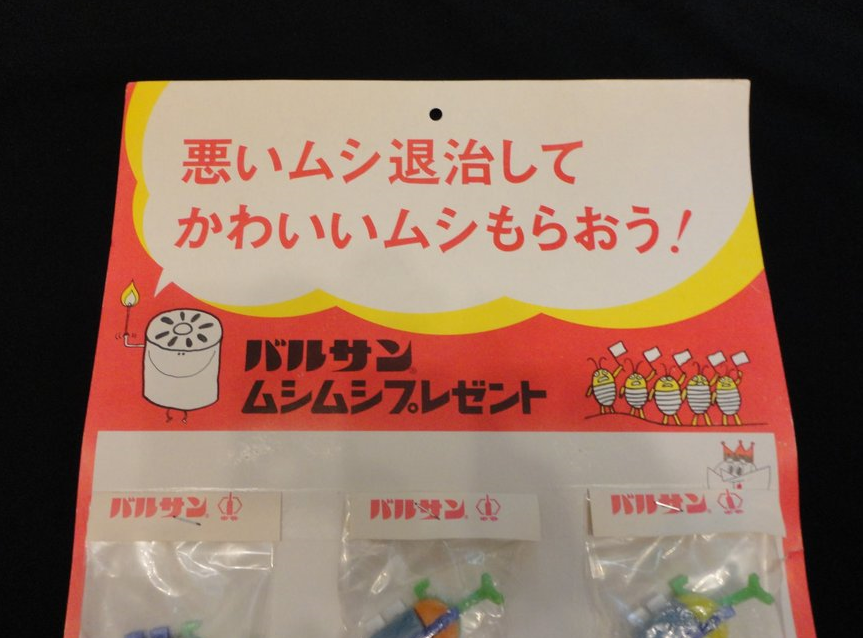 悪いムシ退治して
かわいいムシもらおう!
バルサン
ムシムシプレゼント
バルサン
バルサン
バルサン